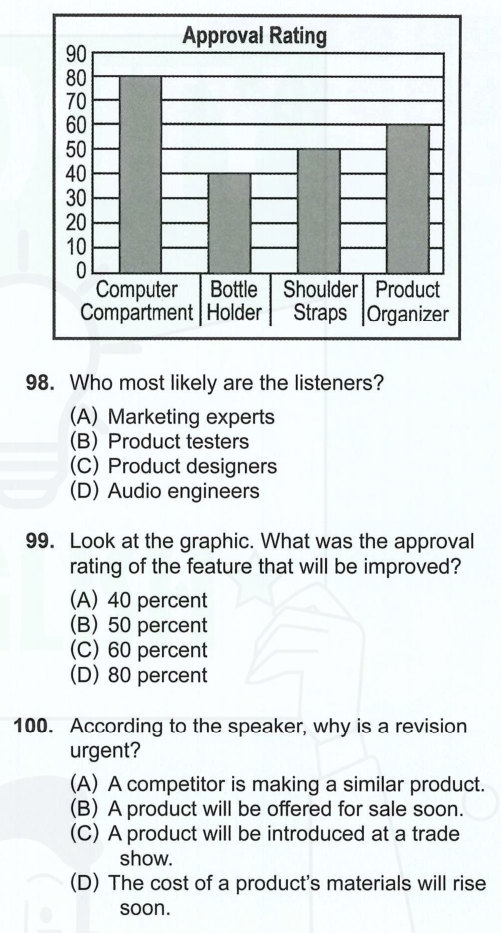 Approval Rating
90
80
70
60
50
40
30
20
10
0
Computer Compartment
Bottle Holder
Shoulder Straps
Product Organizer
98. Who most likely are the listeners?
(A) Marketing experts
(B) Product testers
(C) Product designers
(D) Audio engineers
99. Look at the graphic. What was the approval
rating of the feature that will be improved?
(A) 40 percent
(B) 50 percent
(C) 60 percent
(D) 80 percent
100. According to the speaker, why is a revision
urgent?
(A) A competitor is making a similar product.
(B) A product will be offered for sale soon.
(C) A product will be introduced at a trade
show.
(D) The cost of a product's materials will rise
soon.